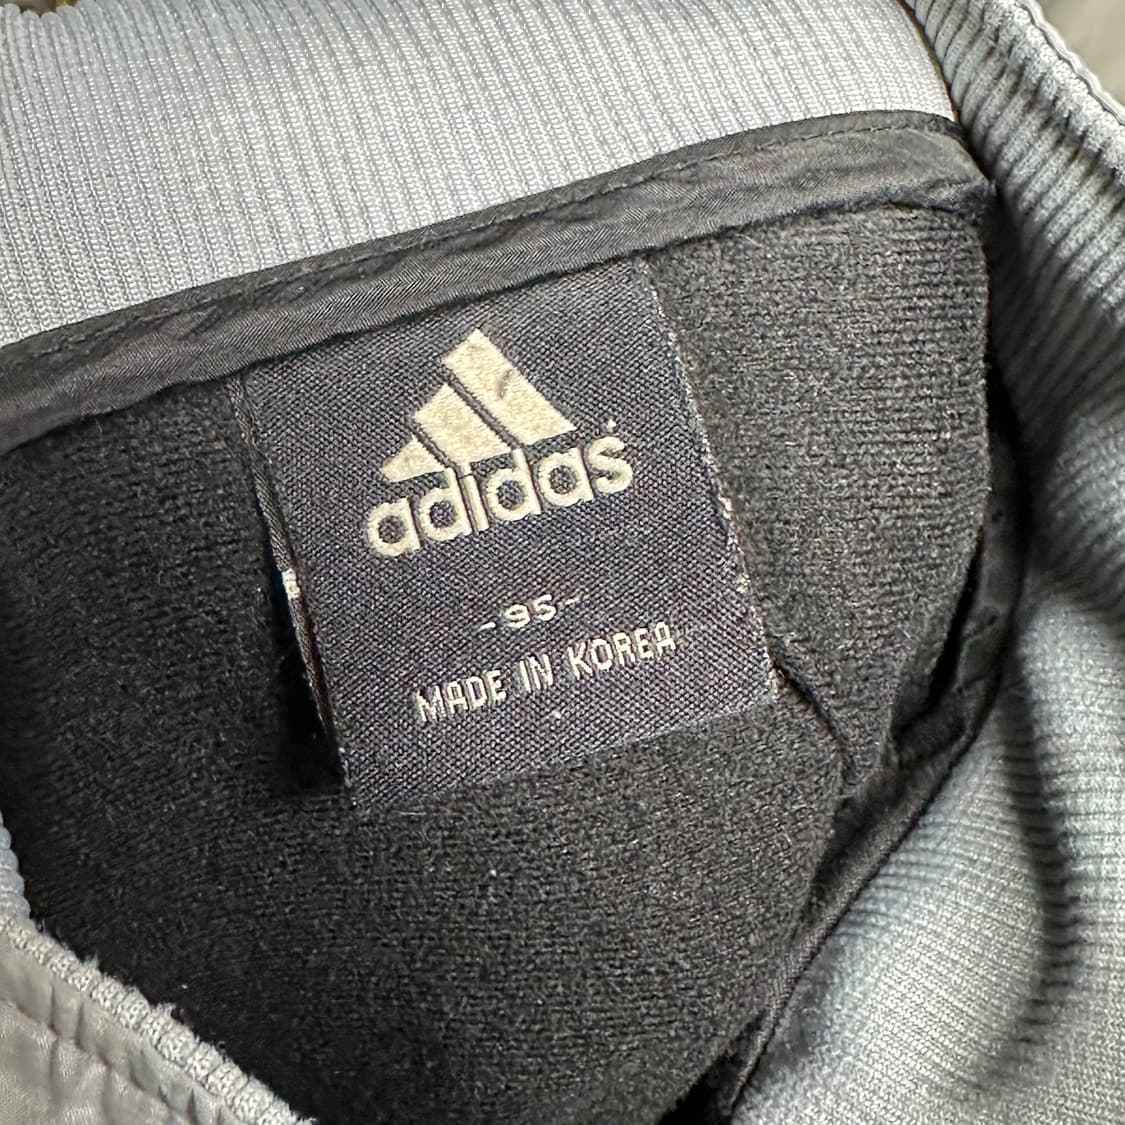 adidas
-95-
MADE IN KOREA